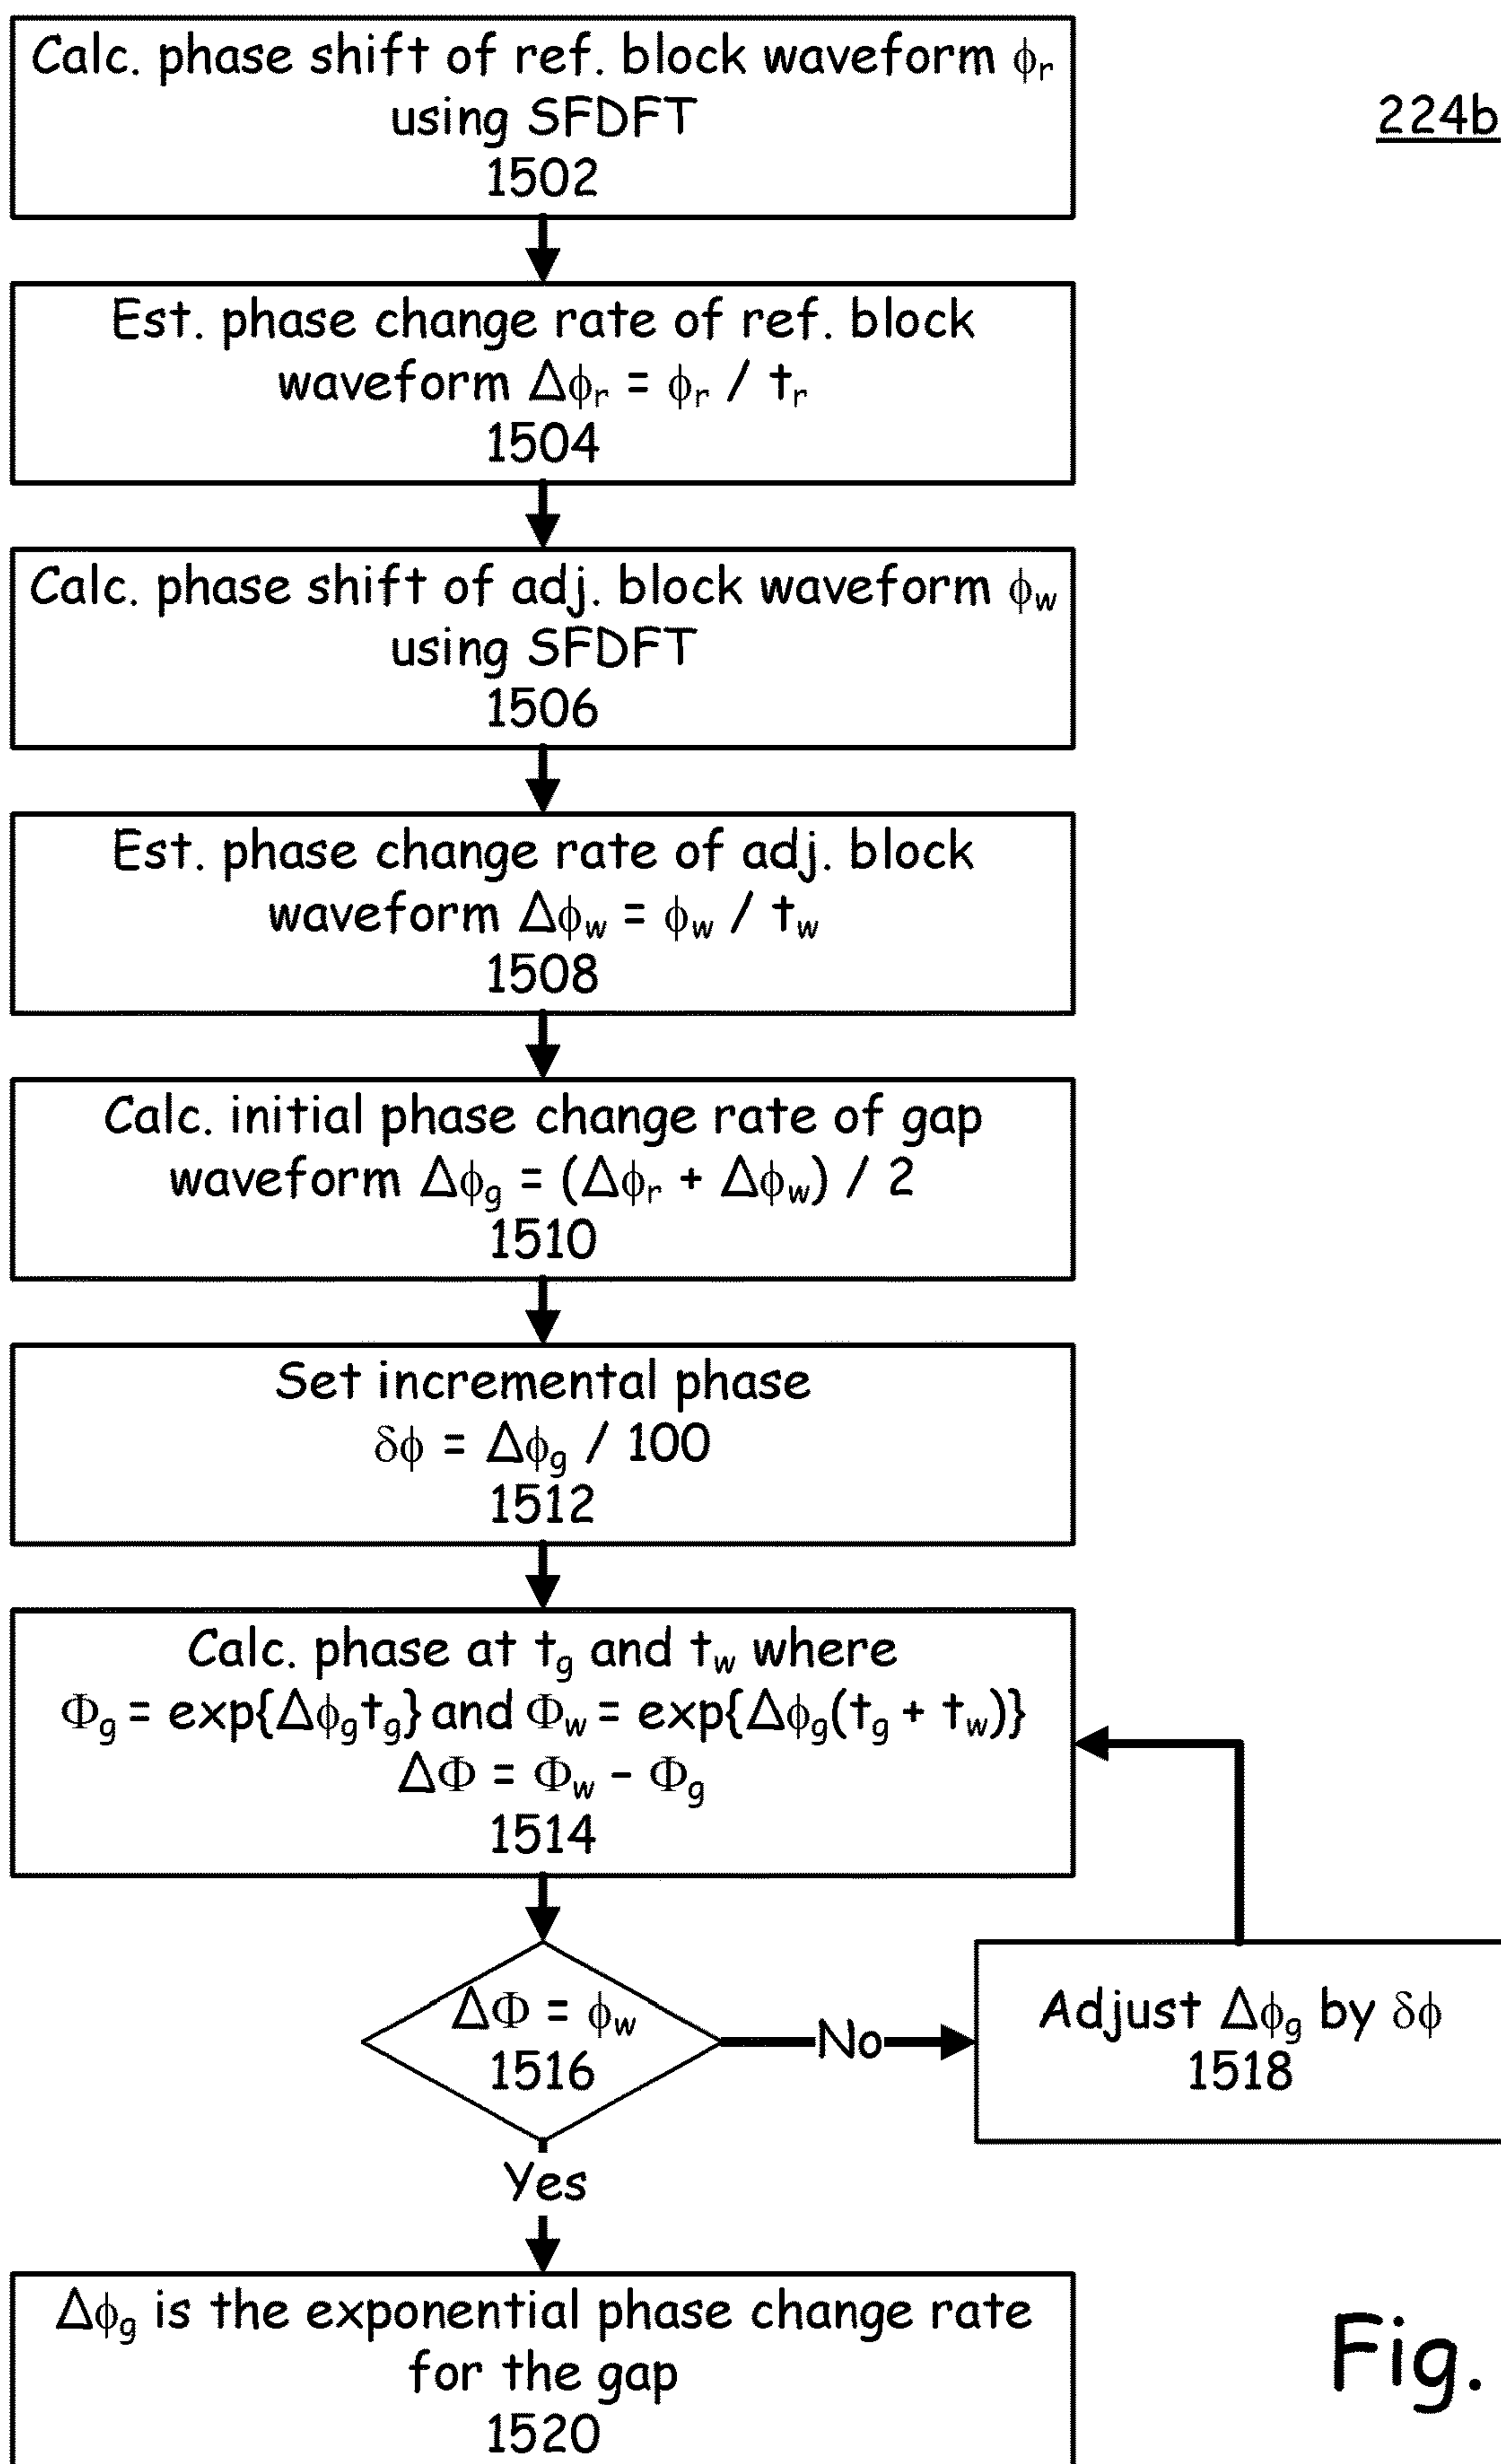 Calc. phase shift of ref. block waveform ϕr
using SFDFT
1502
224b
Est. phase change rate of ref. block
waveform Δϕr = ϕr / tr
1504
Calc. phase shift of adj. block waveform ϕw
using SFDFT
1506
Est. phase change rate of adj. block
waveform Δϕw = ϕw / tw
1508
Calc. initial phase change rate of gap
waveform Δϕg = (Δϕr + Δϕw) / 2
1510
Set incremental phase
δϕ = Δϕg / 100
1512
Calc. phase at tg and tw where
Φg = exp{Δϕgtg} and Φw = exp{Δϕg(tg + tw)}
ΔΦ = Φw - Φg
1514
ΔΦ = ϕw
1516
No
Adjust Δϕg by δϕ
1518
Yes
Δϕg is the exponential phase change rate
for the gap
1520
Fig.